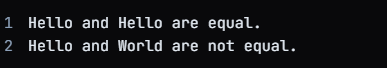 1 Hello and Hello are equal.
2 Hello and World are not equal.